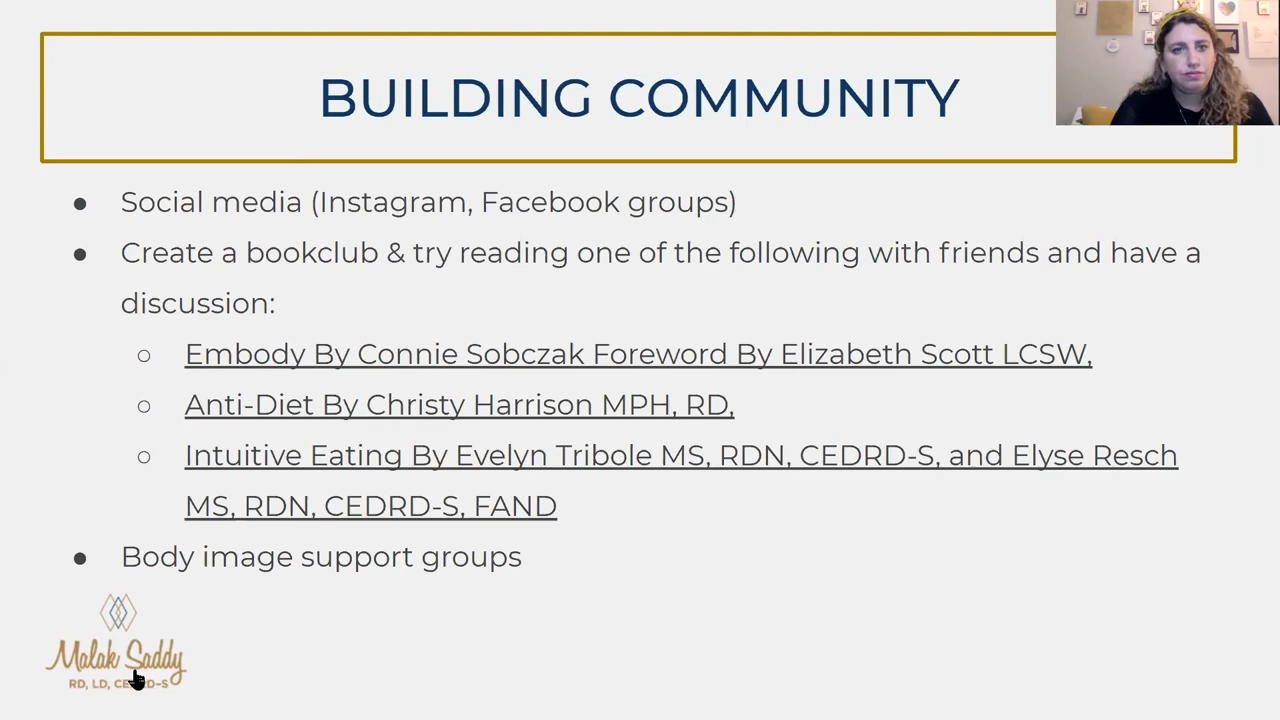 BUILDING COMMUNITY
● Social media (Instagram, Facebook groups)
● Create a bookclub & try reading one of the following with friends and have a
discussion:
○ Embody By Connie Sobczak Foreword By Elizabeth Scott LCSW,
○ Anti-Diet By Christy Harrison MPH, RD,
○ Intuitive Eating By Evelyn Tribole MS, RDN, CEDRD-S, and Elyse Resch
MS, RDN, CEDRD-S, FAND
● Body image support groups
Malak Saddy
RD, LD,